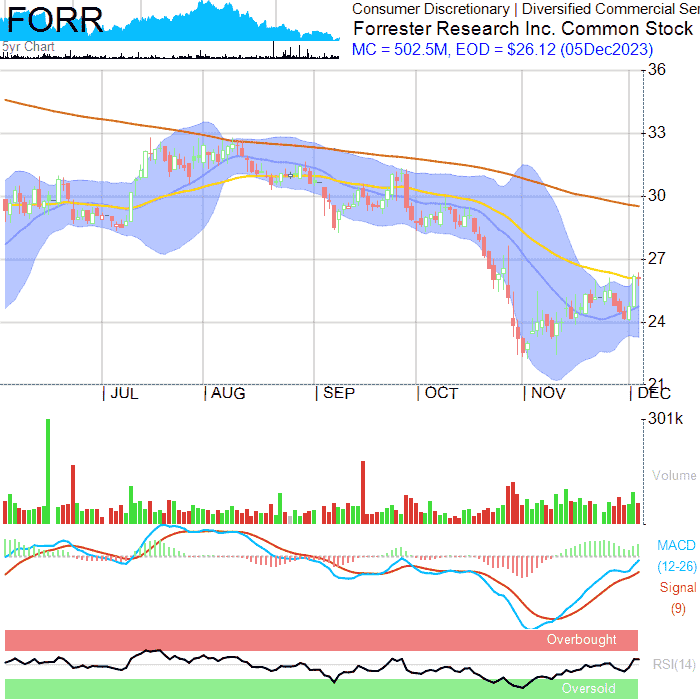 FORR
5yr Chart
Consumer Discretionary | Diversified Commercial Ser
Forrester Research Inc. Common Stock
MC = 502.5M, EOD = $26.12 (05Dec2023)
36
33
30
27
24
21
JUL AUG SEP OCT NOV DEC
301k
Volume
MACD
(12-26)
Signal
(9)
Overbought
RSI(14)
Oversold